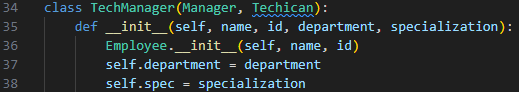 34 class TechManager(Manager, Techican):
35     def __init__(self, name, id, department, specialization):
36         Employee.__init__(self, name, id)
37         self.department = department
38         self.spec = specialization